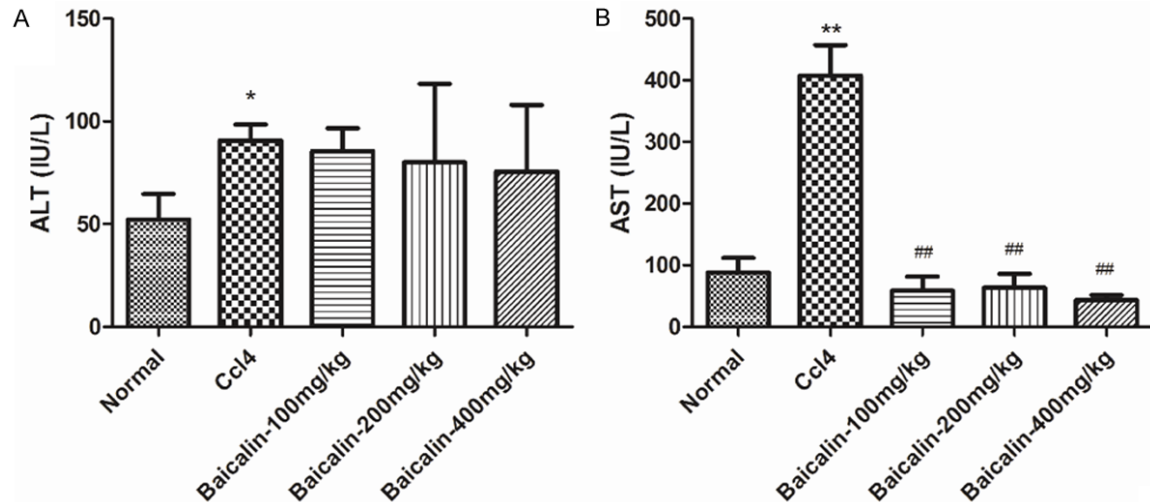 A
ALT (IU/L)
150
100
50
0
*
Normal
Ccl4
Baicalin-100mg/kg
Baicalin-200mg/kg
Baicalin-400mg/kg
B
AST (IU/L)
500
400
300
200
100
0
**
##
##
##
Normal
Ccl4
Baicalin-100mg/kg
Baicalin-200mg/kg
Baicalin-400mg/kg